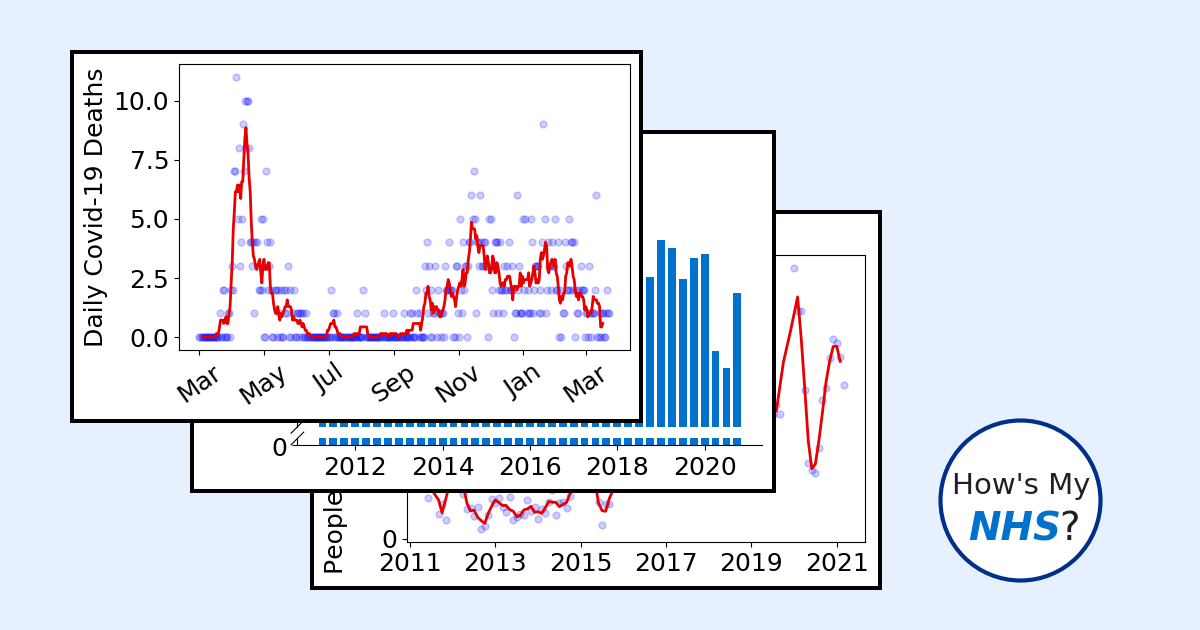 Daily Covid-19 Deaths
10.0
7.5
5.0
2.5
0.0
Mar May Jul Sep Nov Jan Mar
0
2012 2014 2016 2018 2020
People
0
2011 2013 2015 2017 2019 2021
How's My
NHS?